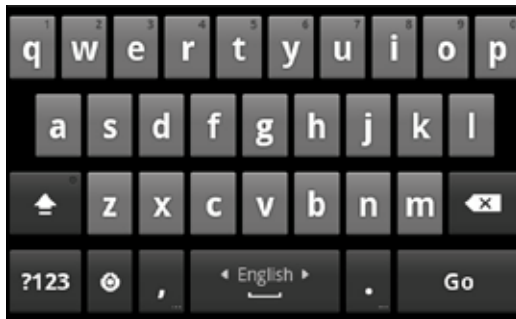 1 2 3 4 5 6 7 8 9 0
q w e r t y u i o p
a s d f g h j k l
z x c v b n m
?123 , ... English . ... Go